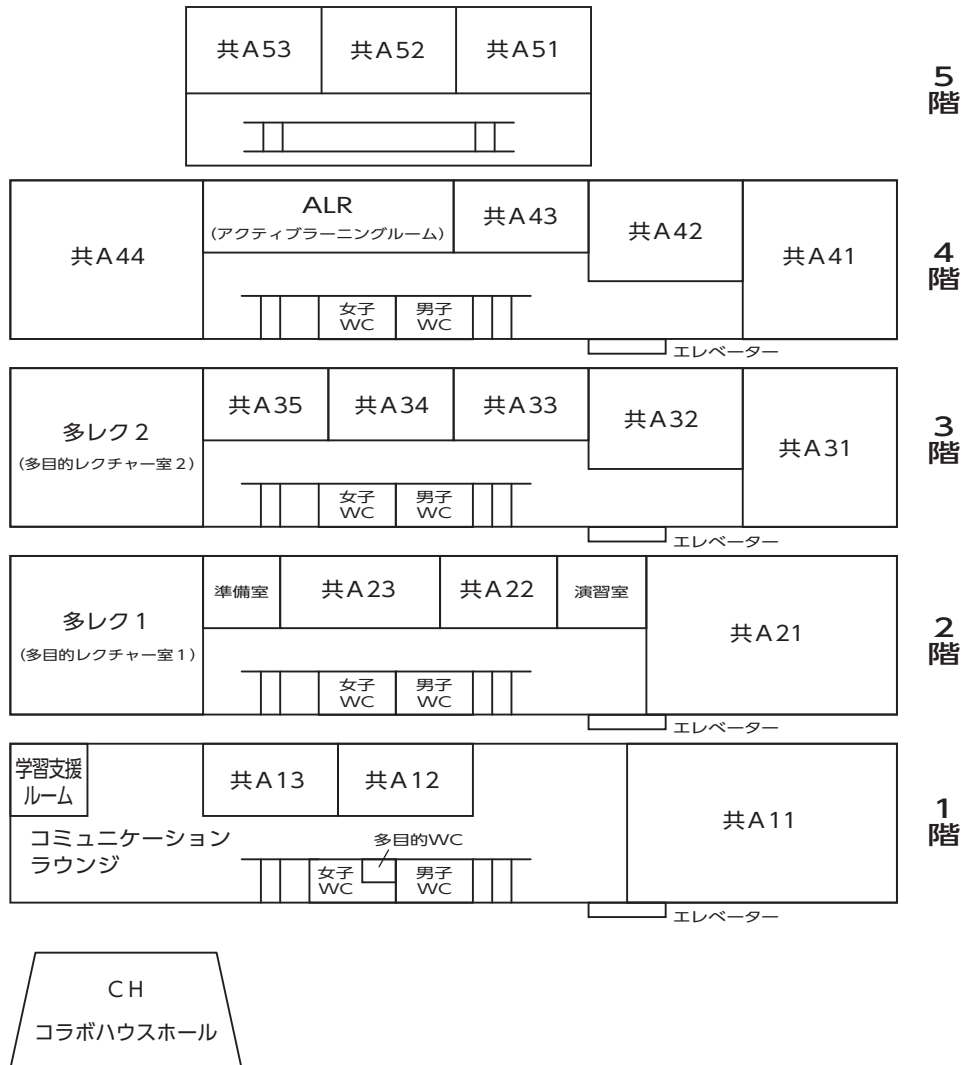 共A53
共A52
共A51
5階
ALR
(アクティブラーニングルーム)
共A43
共A42
共A44
共A41
4階
女子
WC
男子
WC
エレベーター
共A35
共A34
共A33
共A32
多レク2
(多目的レクチャー室2)
共A31
3階
女子
WC
男子
WC
エレベーター
準備室
共A23
共A22
演習室
多レク1
(多目的レクチャー室1)
共A21
2階
女子
WC
男子
WC
エレベーター
学習支援
ルーム
共A13
共A12
共A11
1階
コミュニケーション
ラウンジ
多目的WC
女子
WC
男子
WC
エレベーター
CH
コラボハウスホール